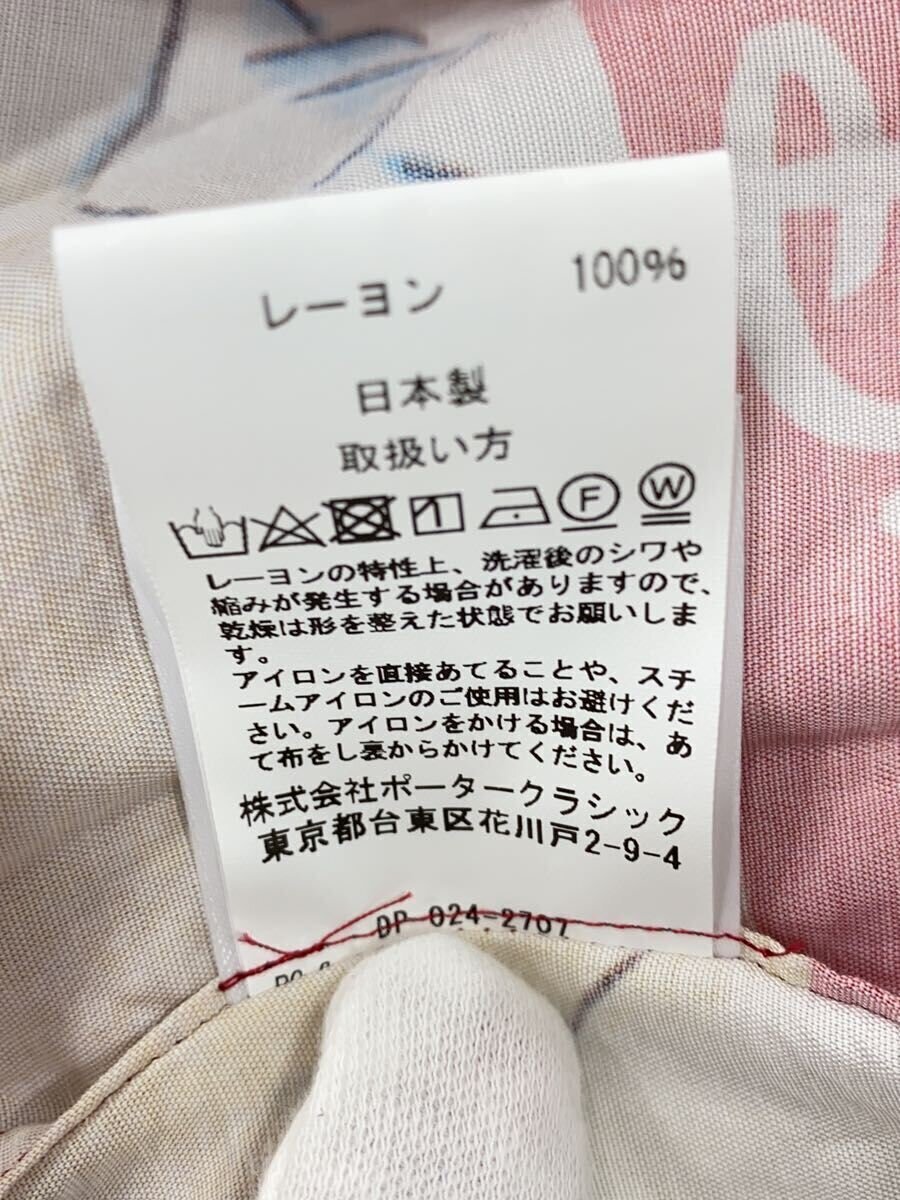 レーヨン 100%
日本製
取扱い方
F W
レーヨンの特性上、洗濯後のシワや
縮みが発生する場合がありますので、
乾燥は形を整えた状態でお願いしま
す。
アイロンを直接あてることや、スチ
ームアイロンのご使用はお避けくだ
さい。アイロンをかける場合は、あ
て布をし裏からかけてください。
株式会社ポータークラシック
東京都台東区花川戸2-9-4
DP 024-2707